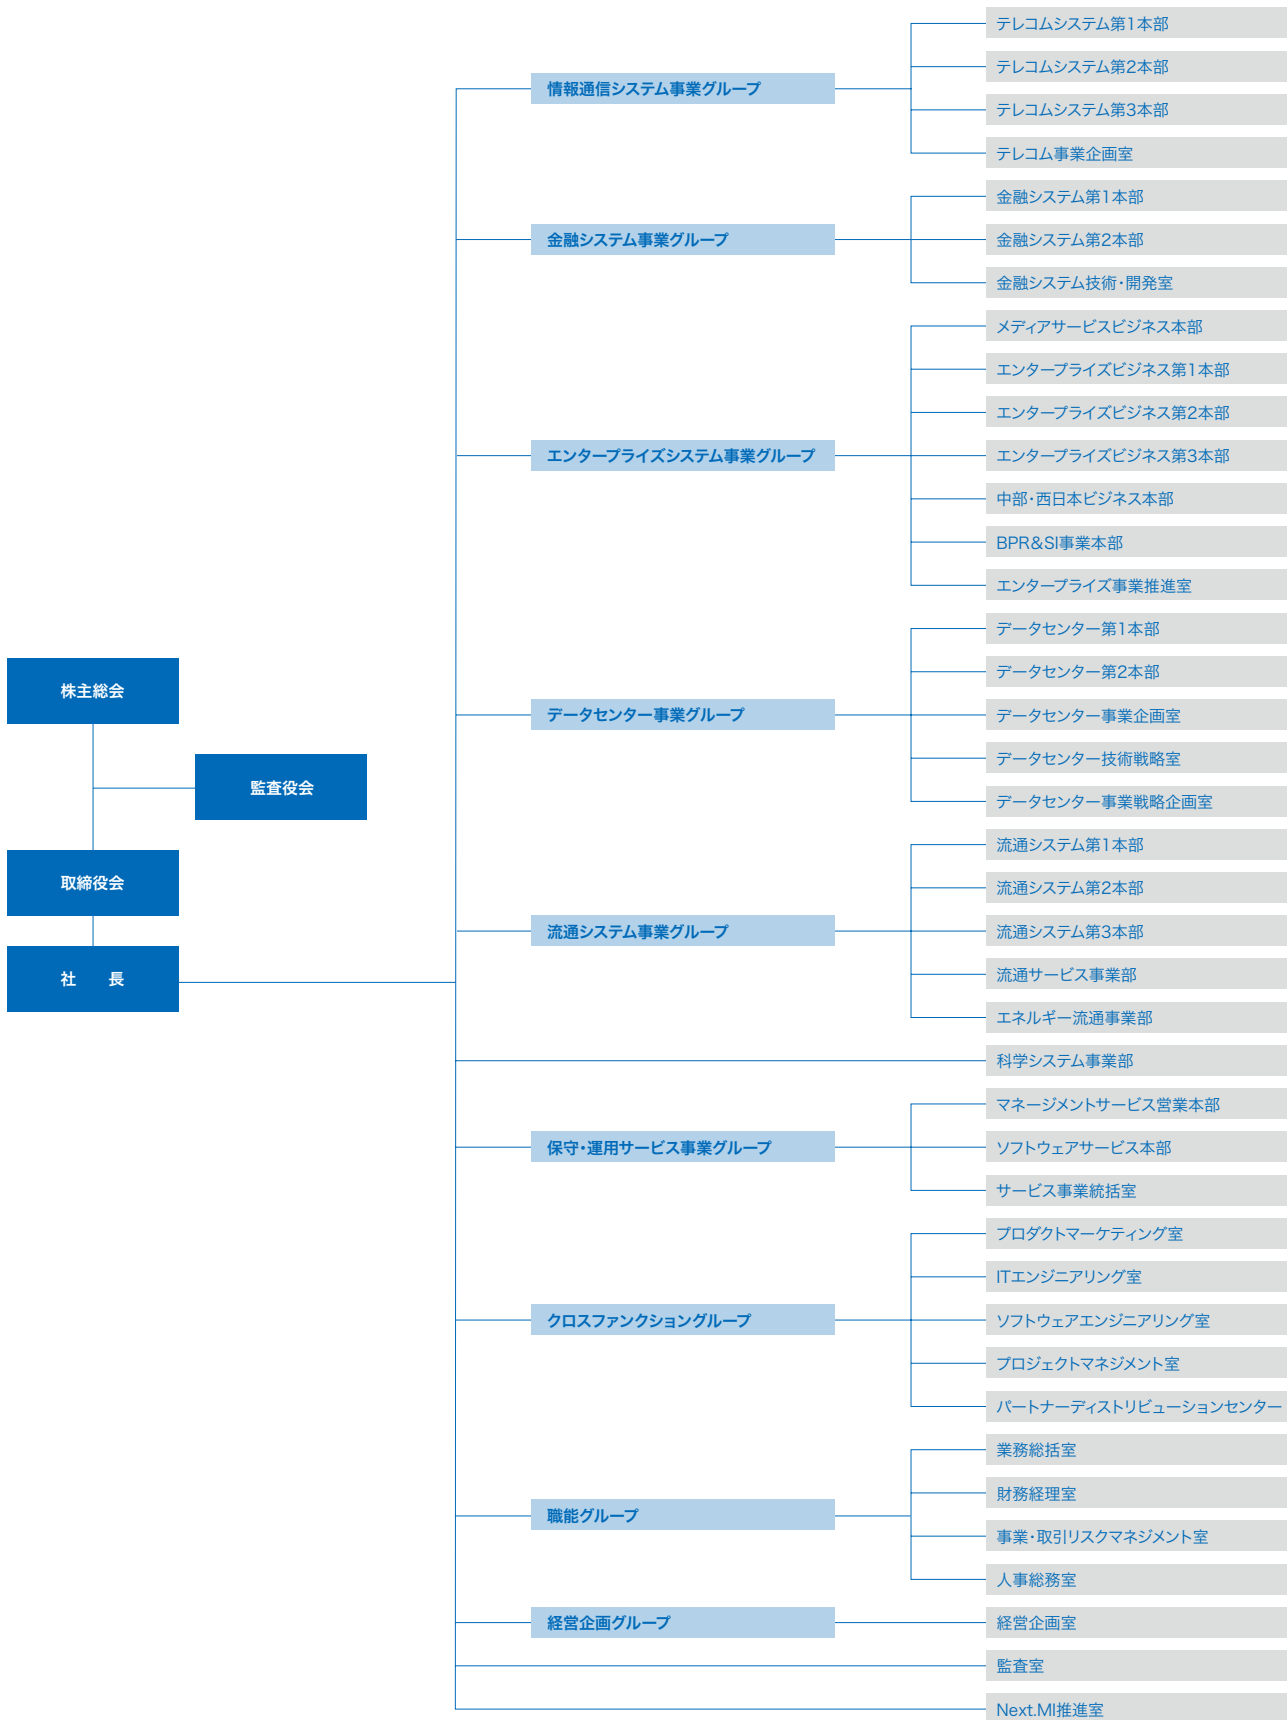 株主総会
監査役会
取締役会
社　長
情報通信システム事業グループ
テレコムシステム第1本部
テレコムシステム第2本部
テレコムシステム第3本部
テレコム事業企画室
金融システム事業グループ
金融システム第1本部
金融システム第2本部
金融システム技術・開発室
エンタープライズシステム事業グループ
メディアサービスビジネス本部
エンタープライズビジネス第1本部
エンタープライズビジネス第2本部
エンタープライズビジネス第3本部
中部・西日本ビジネス本部
BPR&SI事業本部
エンタープライズ事業推進室
データセンター事業グループ
データセンター第1本部
データセンター第2本部
データセンター事業企画室
データセンター技術戦略室
データセンター事業戦略企画室
流通システム事業グループ
流通システム第1本部
流通システム第2本部
流通システム第3本部
流通サービス事業部
エネルギー流通事業部
科学システム事業部
保守・運用サービス事業グループ
マネージメントサービス営業本部
ソフトウェアサービス本部
サービス事業統括室
クロスファンクショングループ
プロダクトマーケティング室
ITエンジニアリング室
ソフトウェアエンジニアリング室
プロジェクトマネジメント室
パートナーディストリビューションセンター
職能グループ
業務総括室
財務経理室
事業・取引リスクマネジメント室
人事総務室
経営企画グループ
経営企画室
監査室
Next.MI推進室